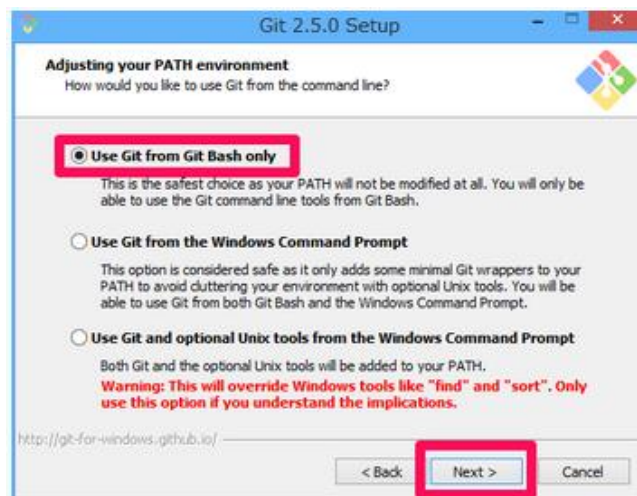 Git 2.5.0 Setup
Adjusting your PATH environment
How would you like to use Git from the command line?
Use Git from Git Bash only
This is the safest choice as your PATH will not be modified at all. You will only be
able to use the Git command line tools from Git Bash.
Use Git from the Windows Command Prompt
This option is considered safe as it only adds some minimal Git wrappers to your
PATH to avoid cluttering your environment with optional Unix tools. You will be
able to use Git from both Git Bash and the Windows Command Prompt.
Use Git and optional Unix tools from the Windows Command Prompt
Both Git and the optional Unix tools will be added to your PATH.
Warning: This will override Windows tools like "find" and "sort". Only
use this option if you understand the implications.
http://git-for-windows.github.io/
< Back Next > Cancel